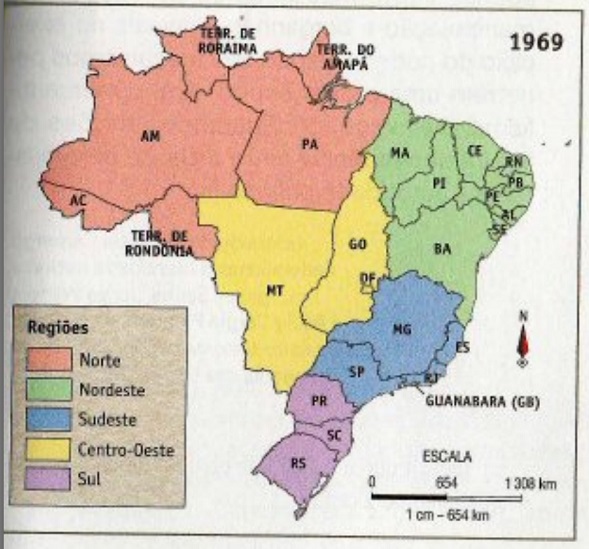 TERR. DE
RORAIMA
TERR. DO
AMAPÁ
1969
AM
PA
MA
CE
RN
PB
PE
AL
SE
PI
AC
TERR. DE
RONDÔNIA
GO
BA
DF
MT
MG
ES
SP
RJ
GUANABARA (GB)
PR
SC
RS
N
Regiões
Norte
Nordeste
Sudeste
Centro-Oeste
Sul
ESCALA
0 654 1 308 km
1 cm – 654 km